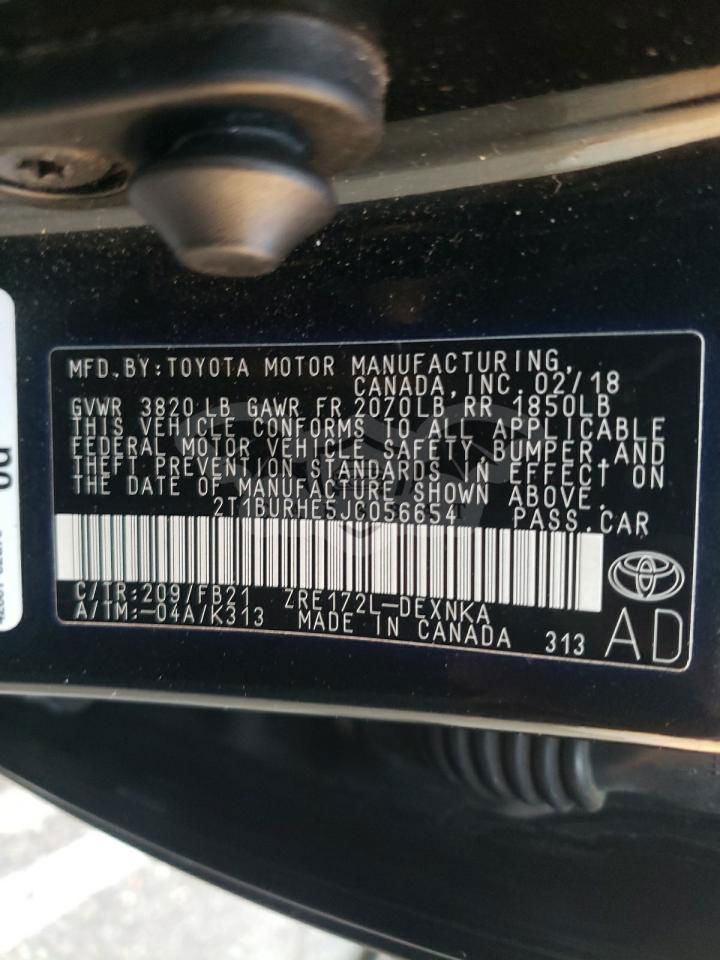 MFD.BY:TOYOTA MOTOR MANUFACTURING,
CANADA,INC.02/18
GVWR 3820 LB GAWR FR 2070LB RR 1850LB
THIS VEHICLE CONFORMS TO ALL APPLICABLE
FEDERAL MOTOR VEHICLE SAFETY,BUMPER,AND
THEFT PREVENTION STANDARDS IN EFFECT ON
THE DATE OF MANUFACTURE SHOWN ABOVE.
2T1BURHE5JC056654 PASS.CAR
C/TR:209/FB21 ZRE172L-DEXNKA
A/TM:-04A/K313 MADE IN CANADA 313 AD